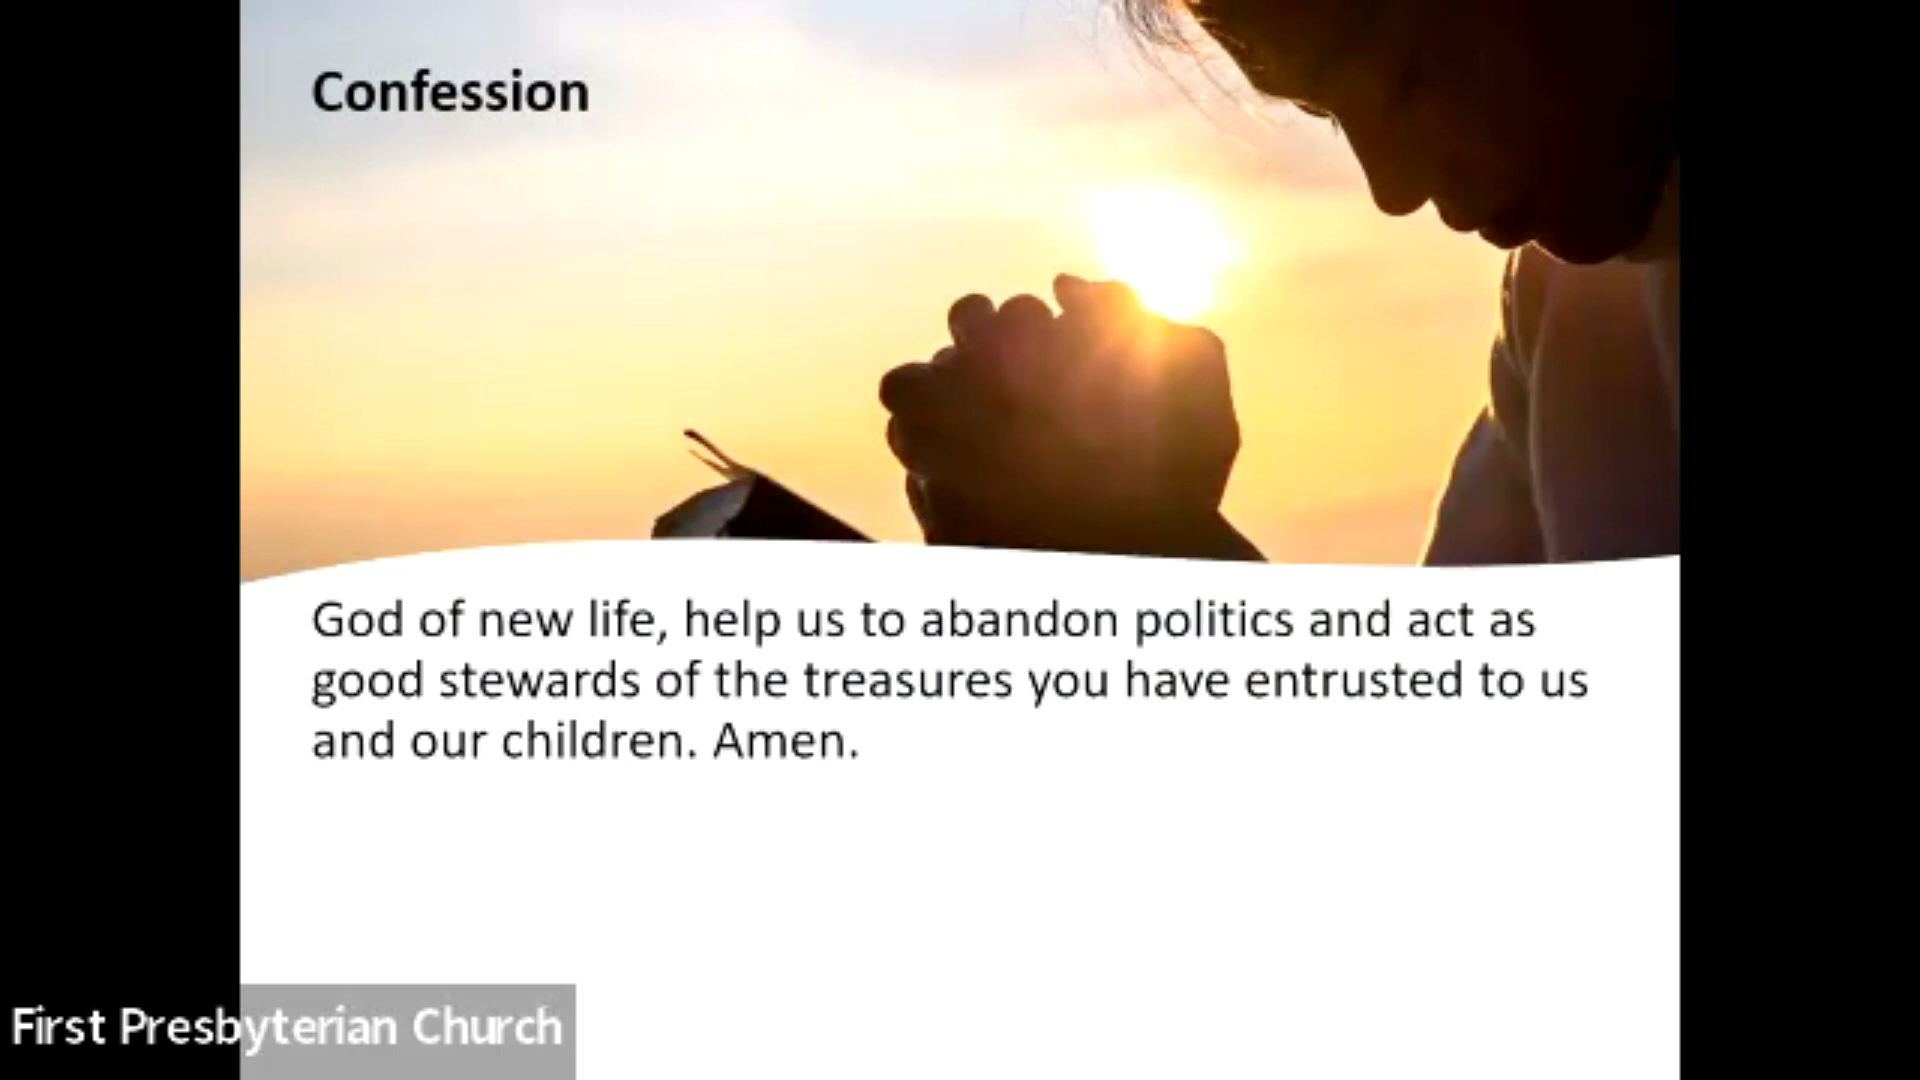 Confession
God of new life, help us to abandon politics and act as
good stewards of the treasures you have entrusted to us
and our children. Amen.
First Presbyterian Church